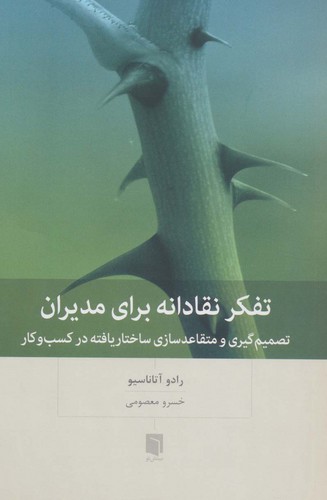 تفکر نقادانه برای مدیران
تصمیم‌گیری و متقاعدسازی ساختاریافته در کسب‌وکار
رادو آتاناسیو
خسرو معصومی